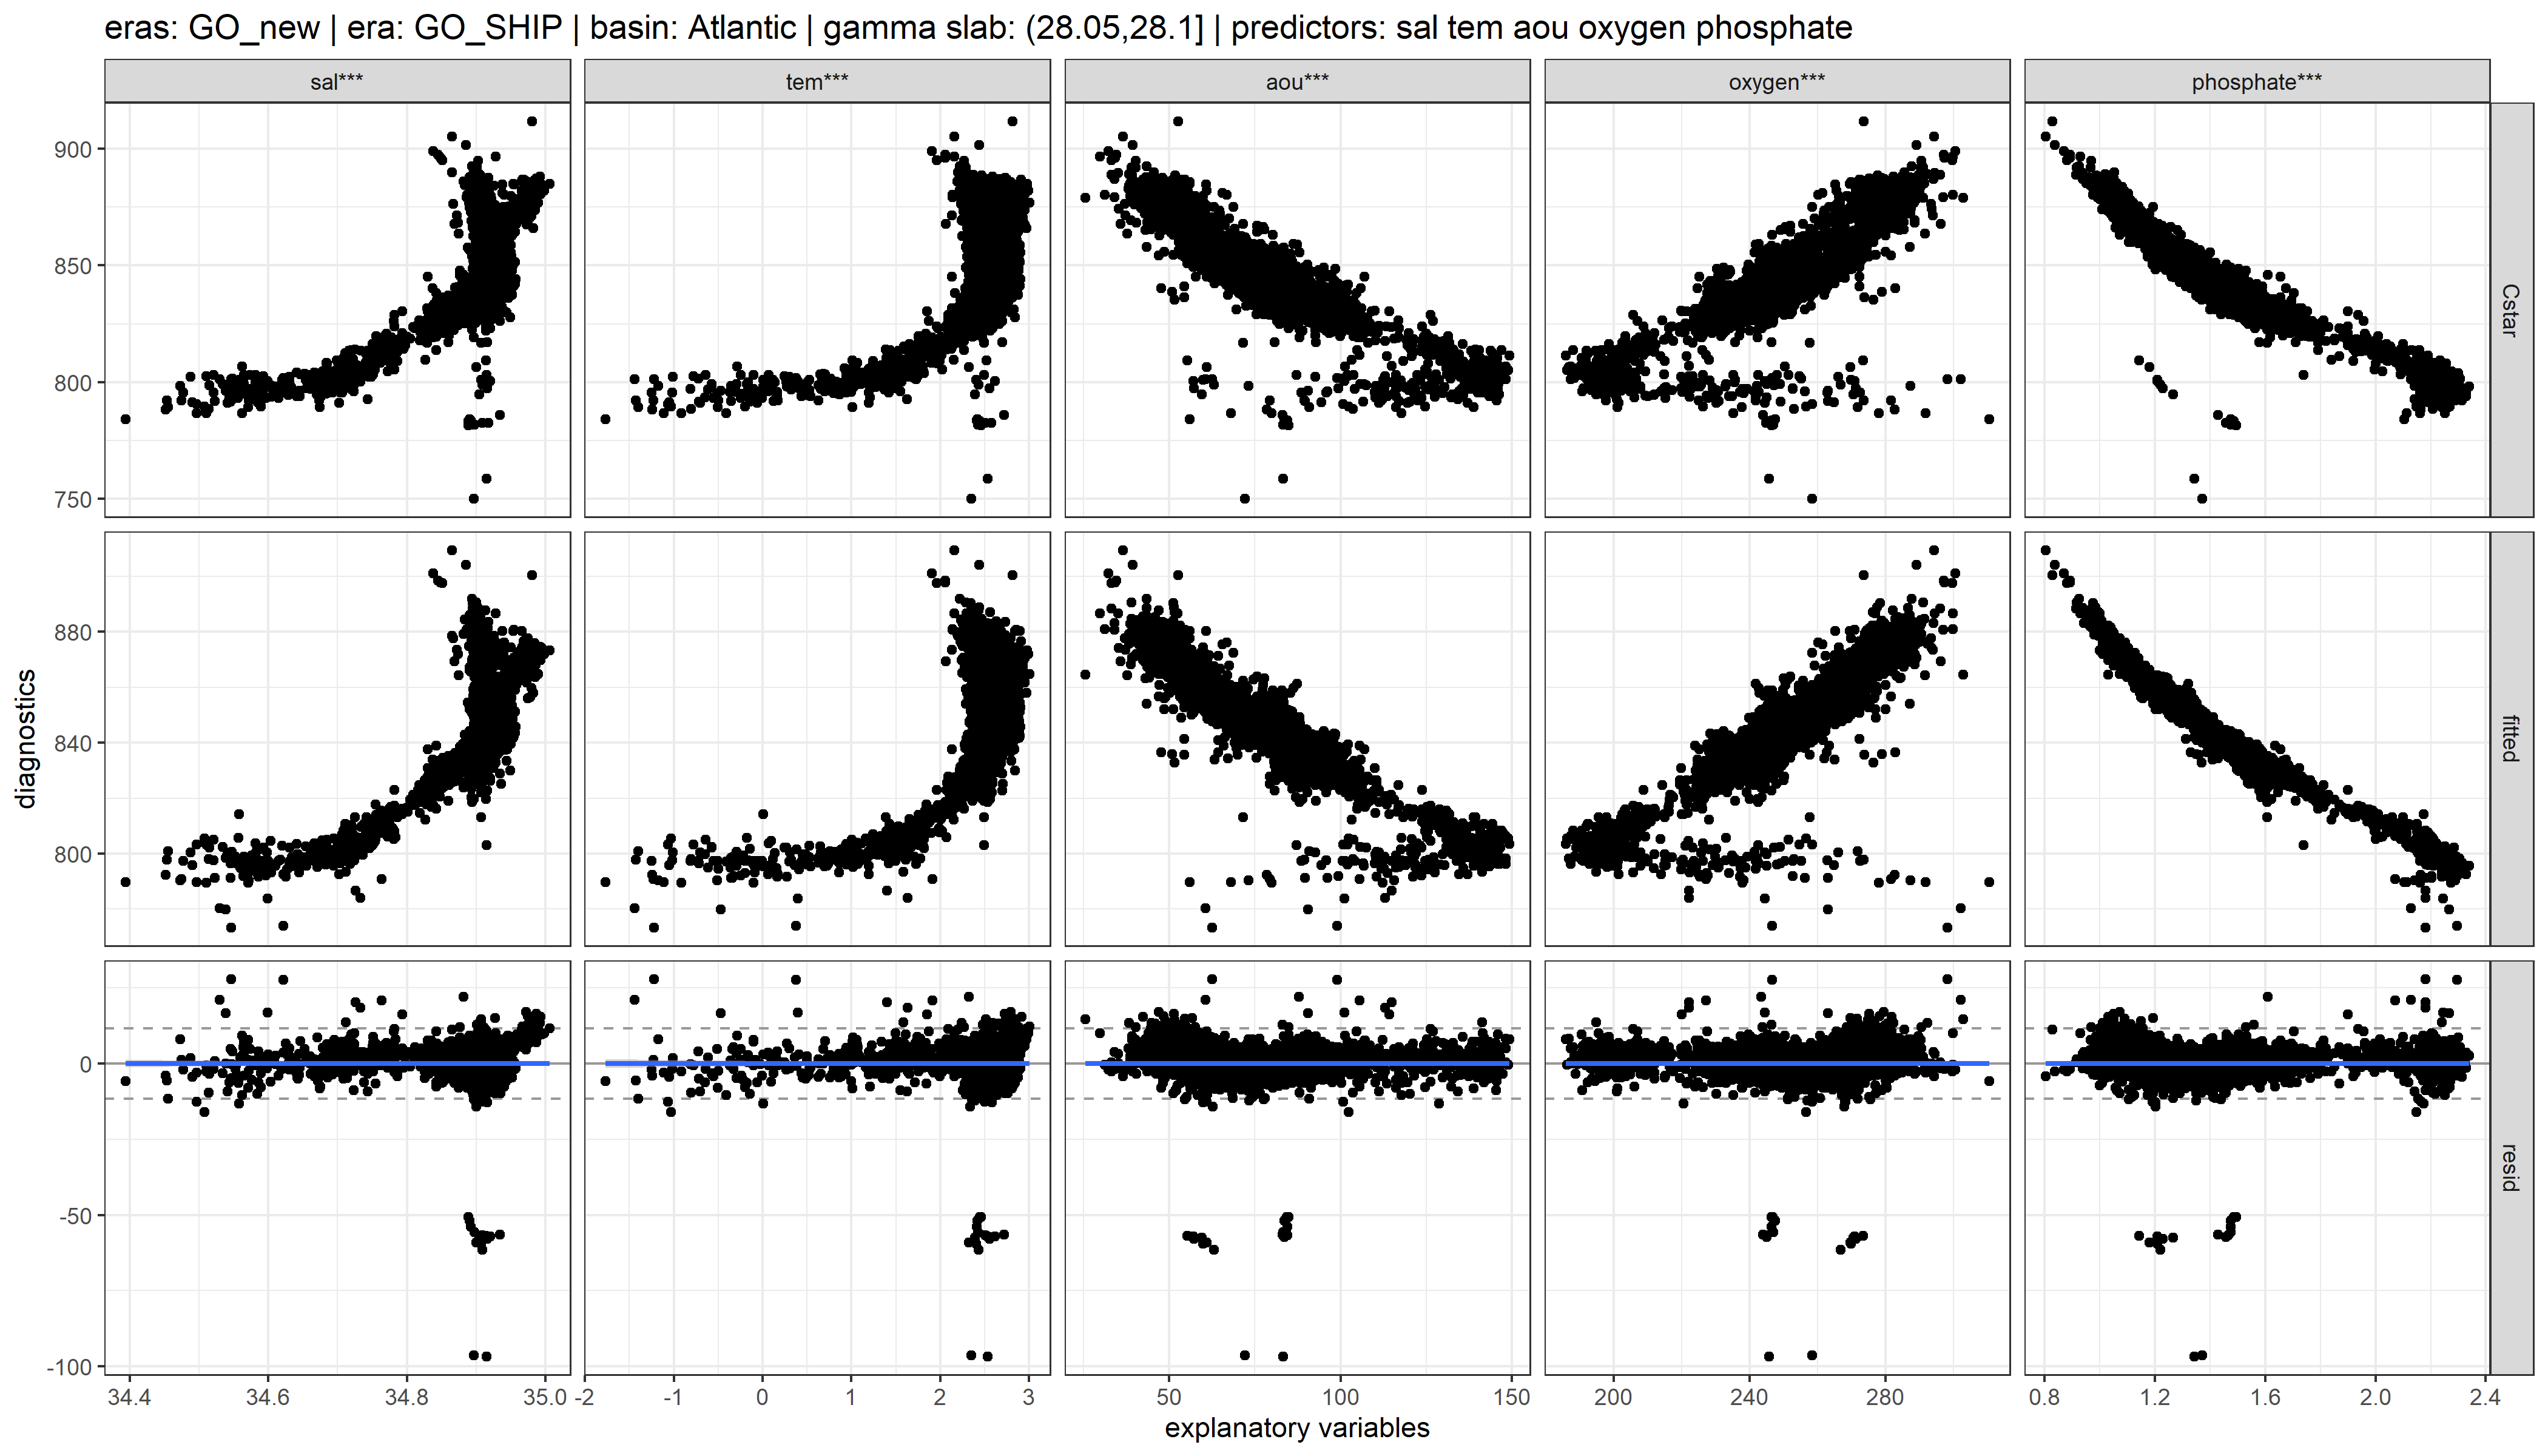 eras: GO_new | era: GO_SHIP | basin: Atlantic | gamma slab: (28.05,28.1] | predictors: sal tem aou oxygen phosphate
sal*** tem*** aou*** oxygen*** phosphate***
900
850
800
750
Cstar
880
840
800
fitted
diagnostics
0
-50
-100
resid
34.4 34.6 34.8 35.0 -2 -1 0 1 2 3 50 100 150 200 240 280 0.8 1.2 1.6 2.0 2.4
explanatory variables